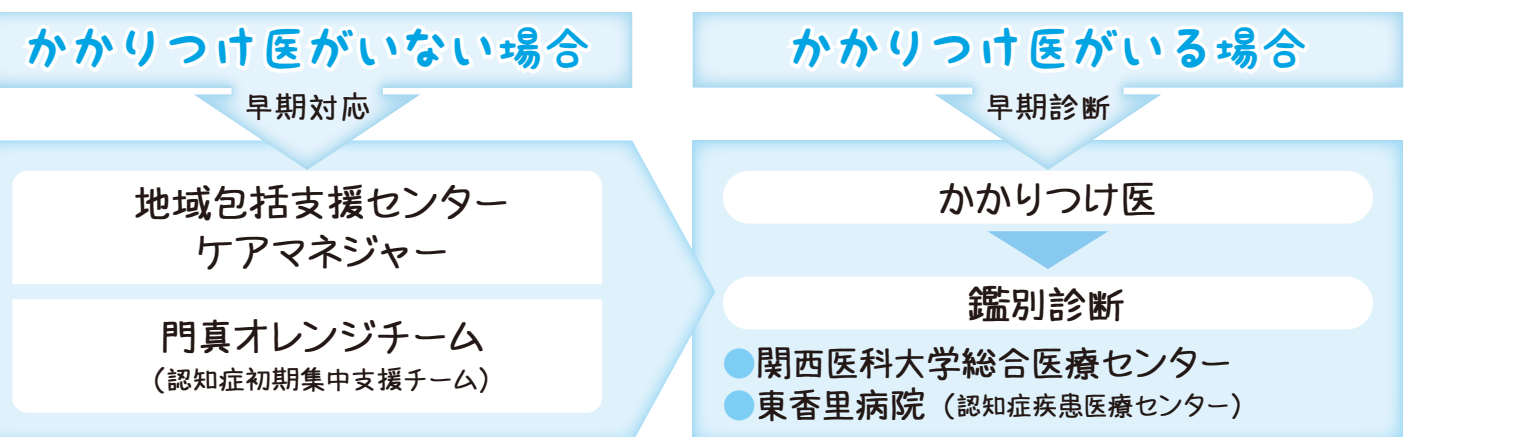 かかりつけ医がいない場合
早期対応
地域包括支援センター
ケアマネジャー
門真オレンジチーム
（認知症初期集中支援チーム）
かかりつけ医がいる場合
早期診断
かかりつけ医
鑑別診断
●関西医科大学総合医療センター
●東香里病院（認知症疾患医療センター）